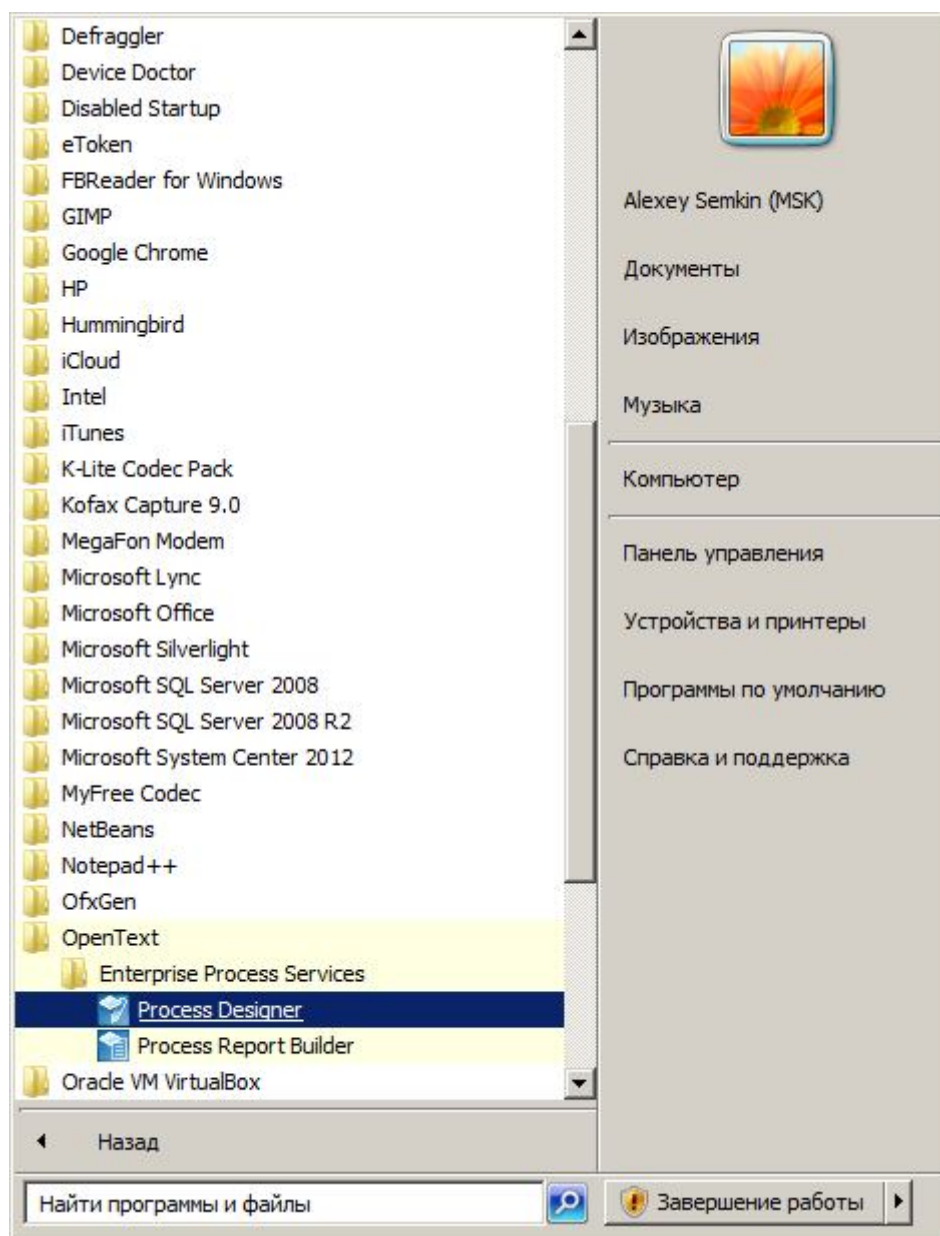 Defraggler
Device Doctor
Disabled Startup
eToken
FBReader for Windows
GIMP
Google Chrome
HP
Hummingbird
iCloud
Intel
iTunes
K-Lite Codec Pack
Kofax Capture 9.0
MegaFon Modem
Microsoft Lync
Microsoft Office
Microsoft Silverlight
Microsoft SQL Server 2008
Microsoft SQL Server 2008 R2
Microsoft System Center 2012
MyFree Codec
NetBeans
Notepad++
OfxGen
OpenText
Enterprise Process Services
Process Designer
Process Report Builder
Oracle VM VirtualBox
Назад
Найти программы и файлы
Alexey Semkin (MSK)
Документы
Изображения
Музыка
Компьютер
Панель управления
Устройства и принтеры
Программы по умолчанию
Справка и поддержка
Завершение работы